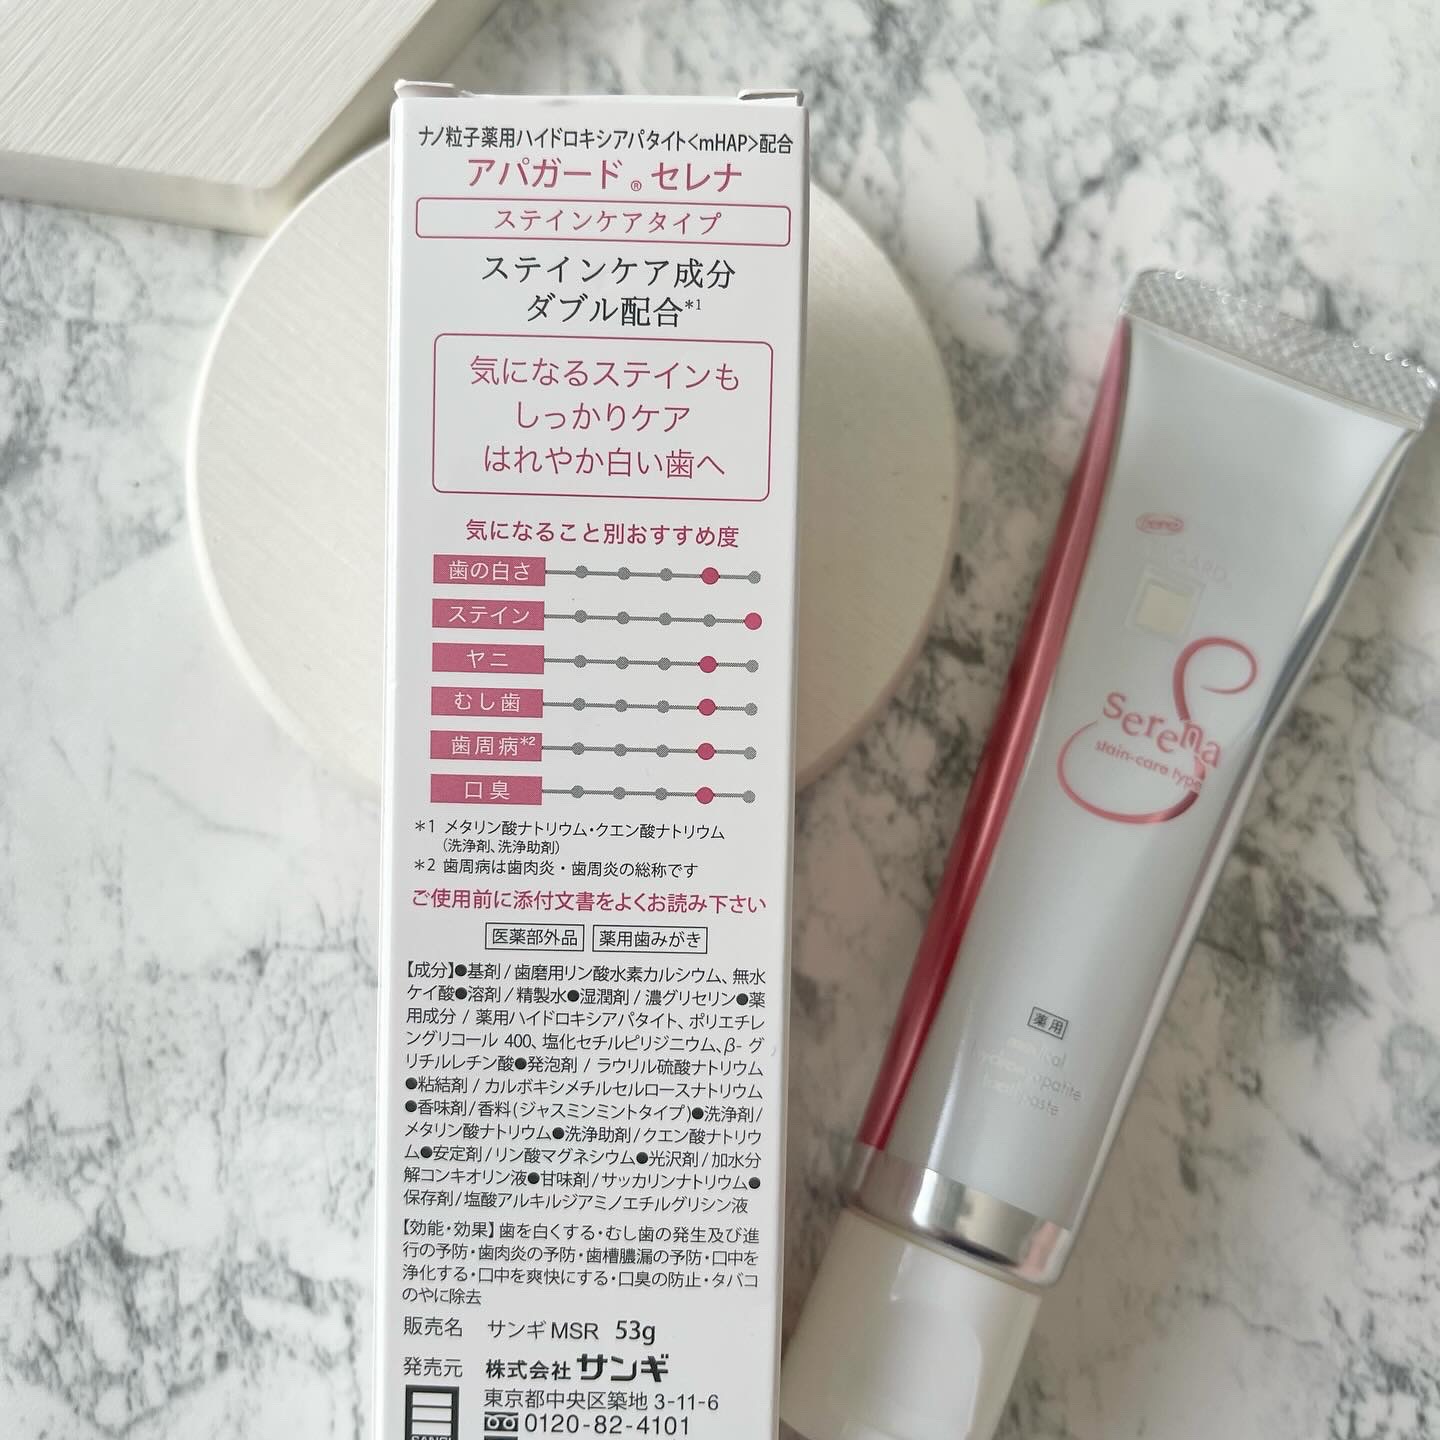 ナノ粒子薬用ハイドロキシアパタイト<mHAP>配合
アパガード®セレナ
ステインケアタイプ
ステインケア成分
ダブル配合*1
気になるステインも
しっかりケア
はれやか白い歯へ
気になること別おすすめ度
歯の白さ
ステイン
ヤニ
むし歯
歯周病*2
口臭
*1 メタリン酸ナトリウム・クエン酸ナトリウム
(洗浄剤、洗浄助剤)
*2 歯周病は歯肉炎・歯周炎の総称です
ご使用前に添付文書をよくお読み下さい
医薬部外品 薬用歯みがき
【成分】●基剤/歯磨用リン酸水素カルシウム、無水
ケイ酸●溶剤/精製水●湿潤剤/濃グリセリン●薬
用成分/薬用ハイドロキシアパタイト、ポリエチレ
ングリコール 400、塩化セチルピリジニウム、β-グ
リチルレチン酸●発泡剤/ラウリル硫酸ナトリウム
●粘結剤/カルボキシメチルセルロースナトリウム
●香味剤/香料(ジャスミンミントタイプ)●洗浄剤/
メタリン酸ナトリウム●洗浄助剤/クエン酸ナトリウ
ム●安定剤/リン酸マグネシウム●光沢剤/加水分
解コンキオリン液●甘味剤/サッカリンナトリウム●
保存剤/塩酸アルキルジアミノエチルグリシン液
【効能・効果】歯を白くする・むし歯の発生及び進
行の予防・歯肉炎の予防・歯槽膿漏の予防・口中を
浄化する・口中を爽快にする・口臭の防止・タバコ
のやに除去
販売名 サンギMSR 53g
発売元 株式会社サンギ
東京都中央区築地 3-11-6
0120-82-4101
SANGI
serena
stain-care type
薬用